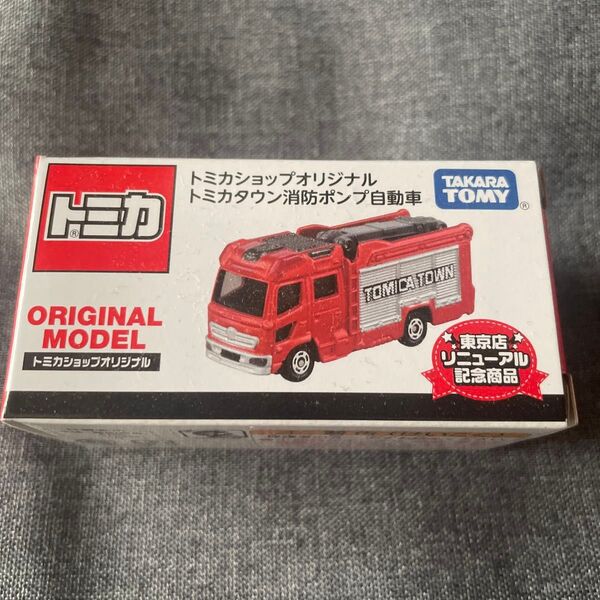 トミカ
®
トミカショップオリジナル
トミカタウン消防ポンプ自動車
TAKARA
TOMY
®
TOMICA TOWN
ORIGINAL
MODEL
トミカショップオリジナル
東京店
リニューアル
記念商品